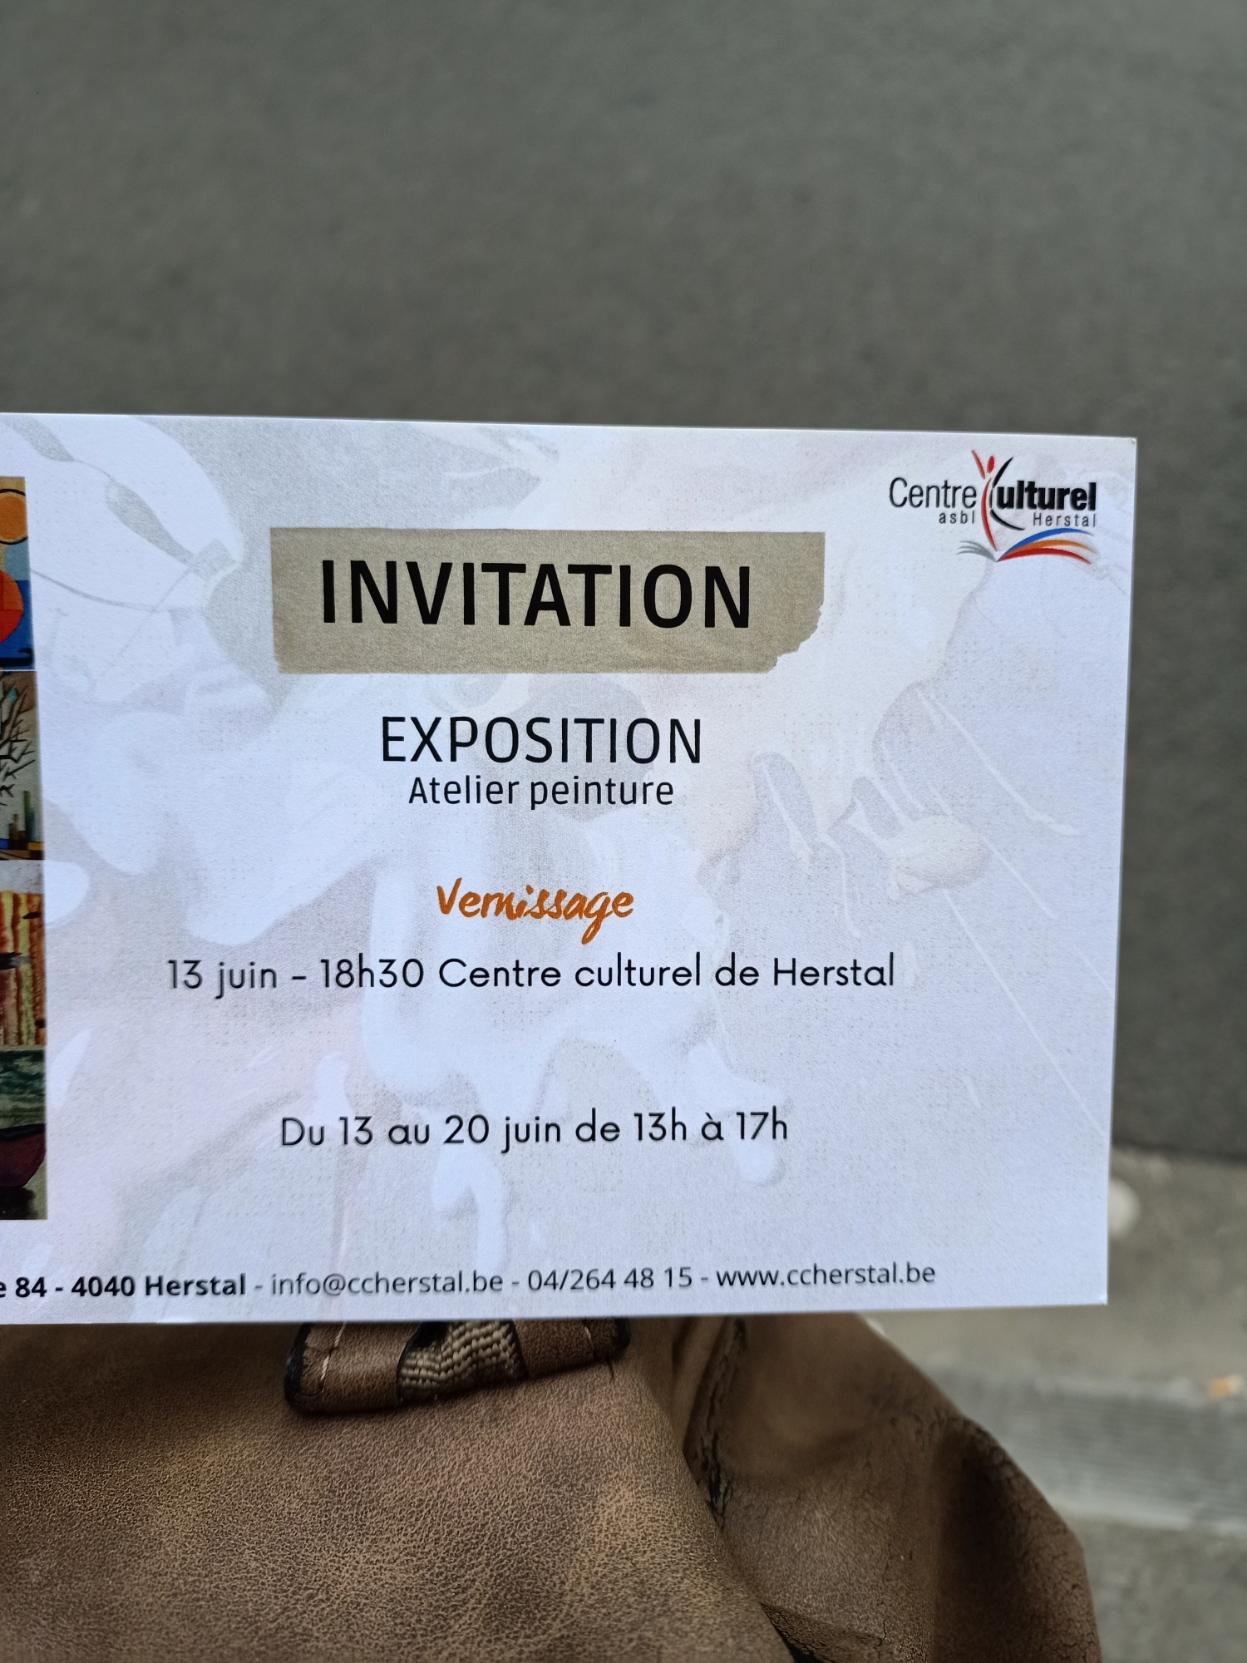 Centre Culturel
asbl Herstal
INVITATION
EXPOSITION
Atelier peinture
Vernissage
13 juin - 18h30 Centre culturel de Herstal
Du 13 au 20 juin de 13h à 17h
e 84 - 4040 Herstal - info@ccherstal.be - 04/264 48 15 - www.ccherstal.be